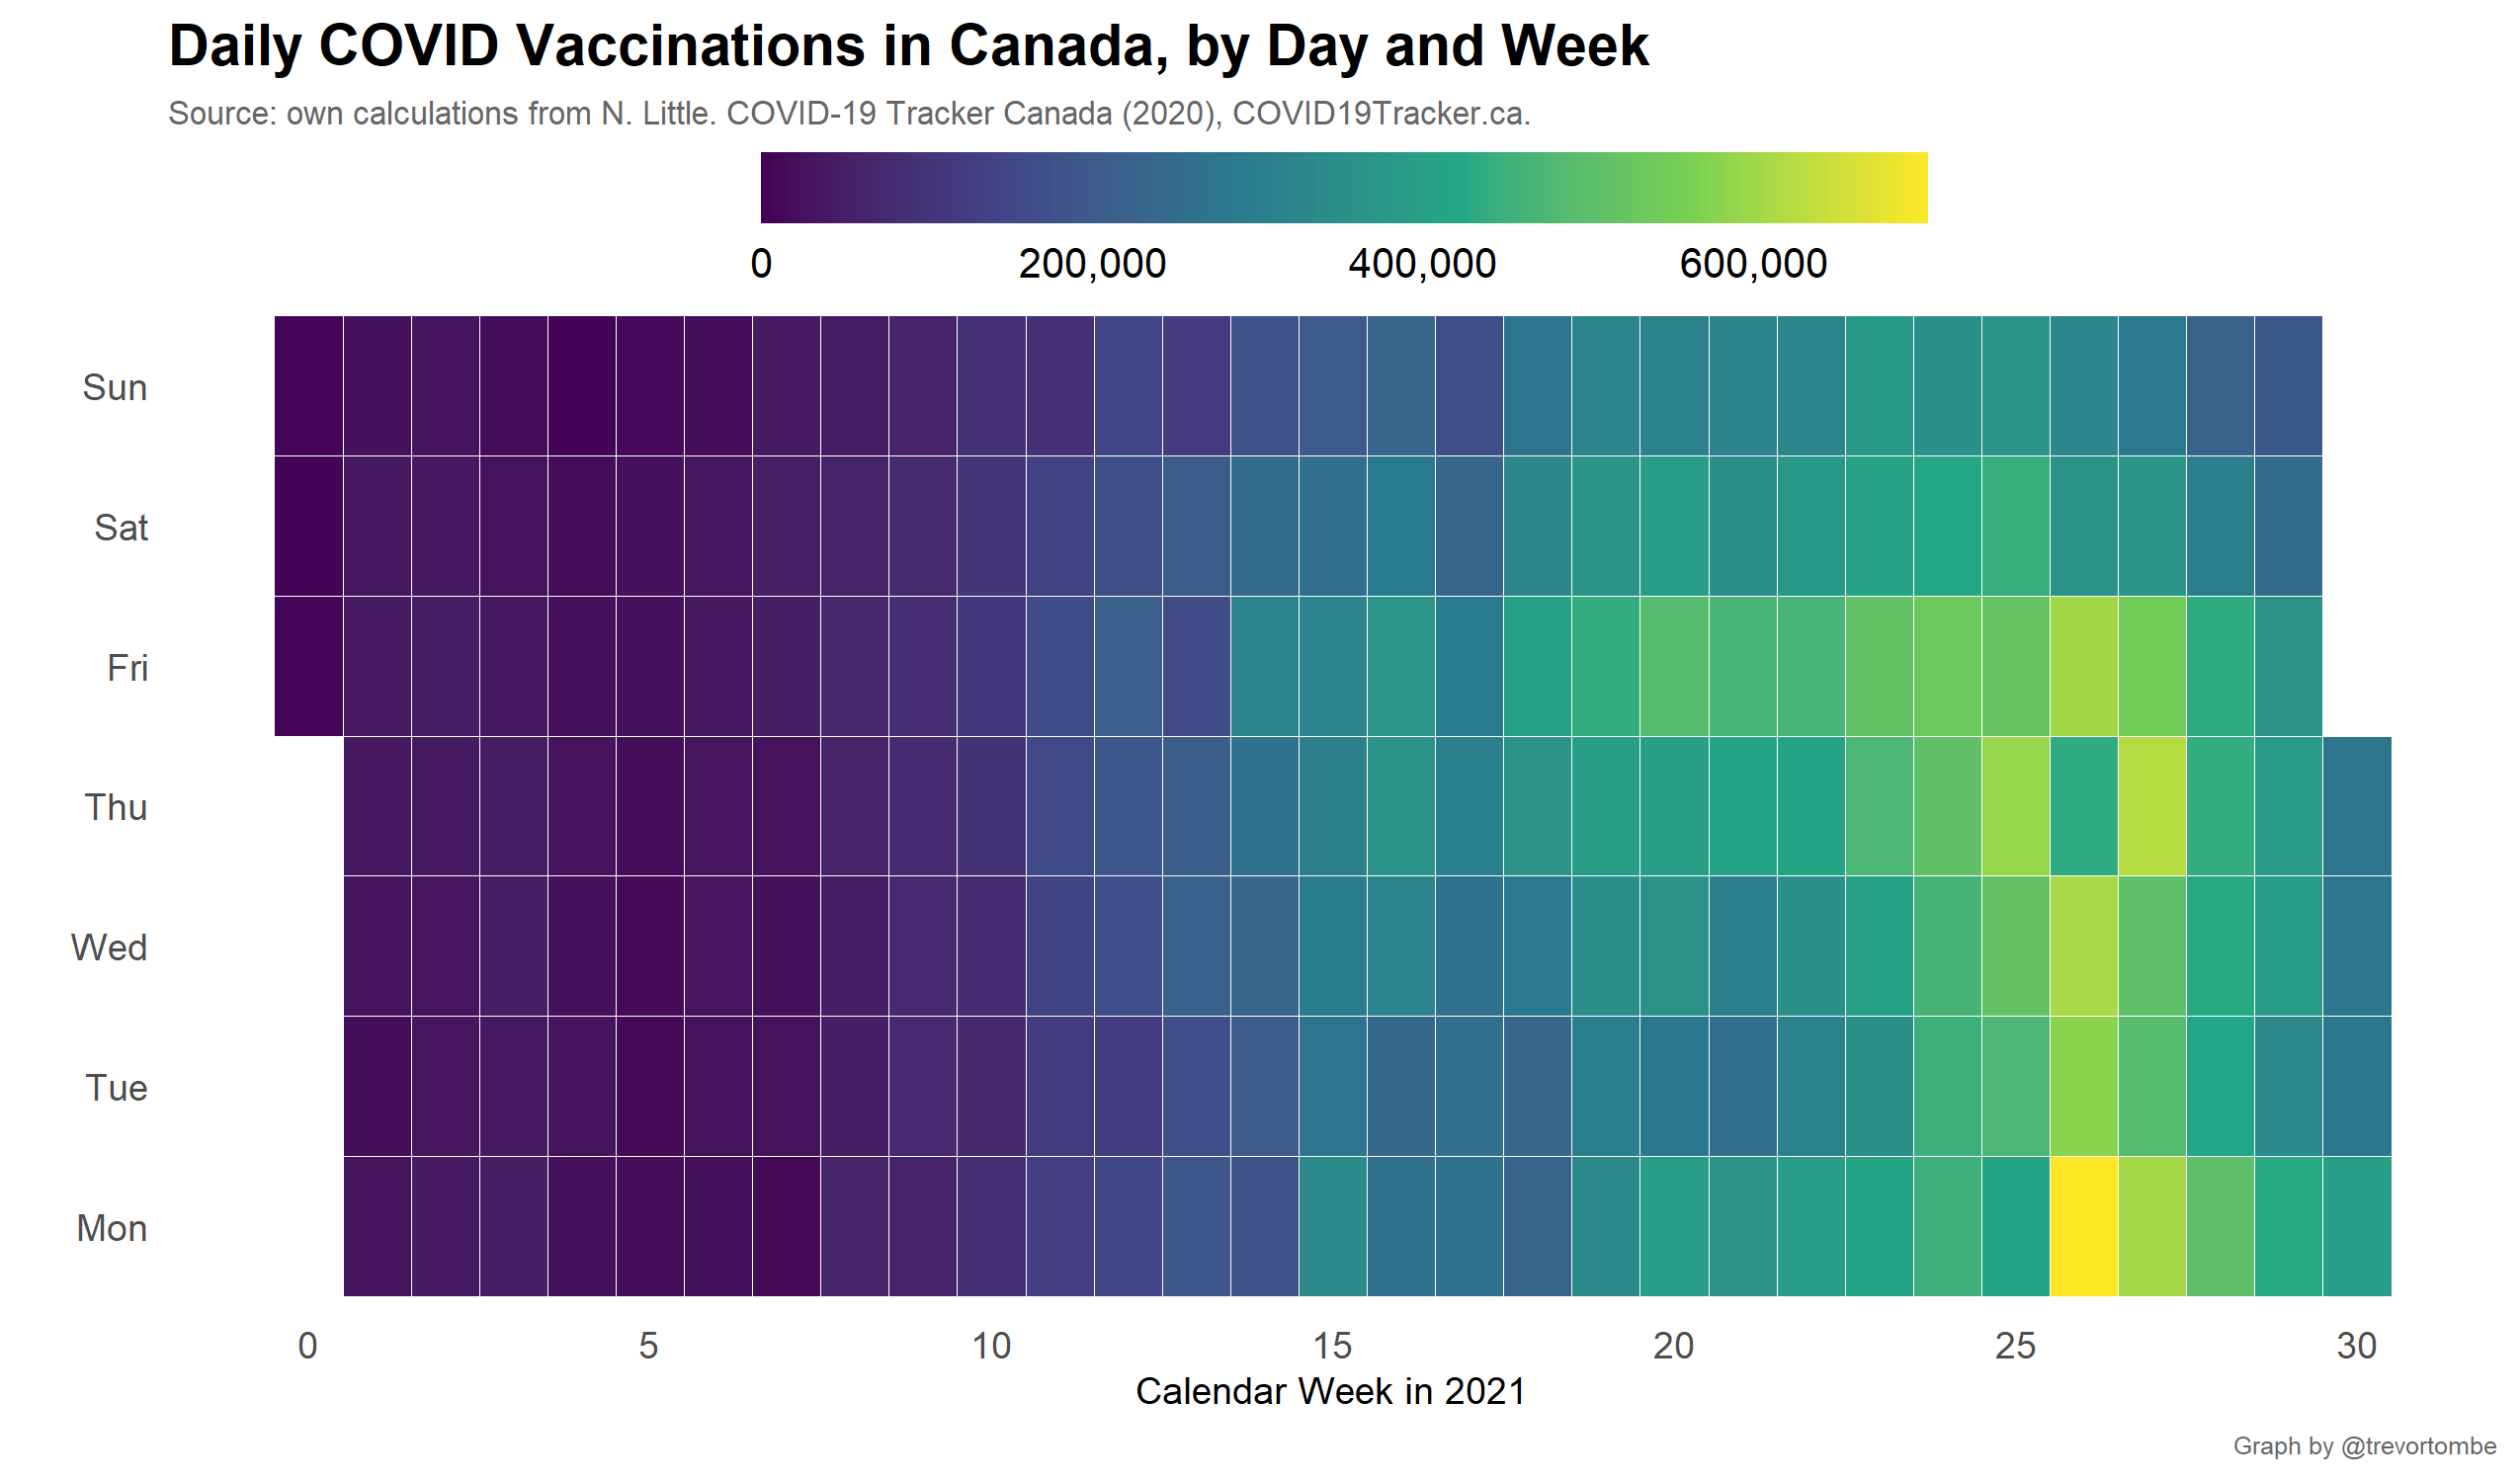 Daily COVID Vaccinations in Canada, by Day and Week
Source: own calculations from N. Little. COVID-19 Tracker Canada (2020), COVID19Tracker.ca.
0 200,000 400,000 600,000
Sun
Sat
Fri
Thu
Wed
Tue
Mon
0 5 10 15 20 25 30
Calendar Week in 2021
Graph by @trevortombe